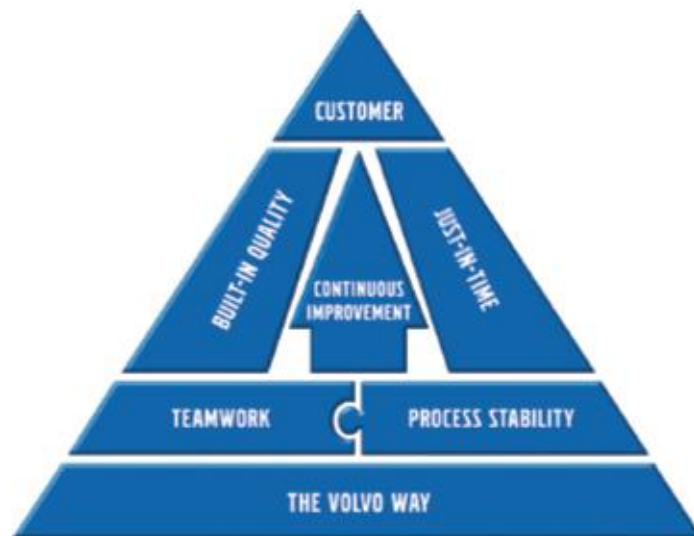 CUSTOMER
BUILT-IN QUALITY
JUST-IN-TIME
CONTINUOUS
IMPROVEMENT
TEAMWORK
PROCESS STABILITY
THE VOLVO WAY